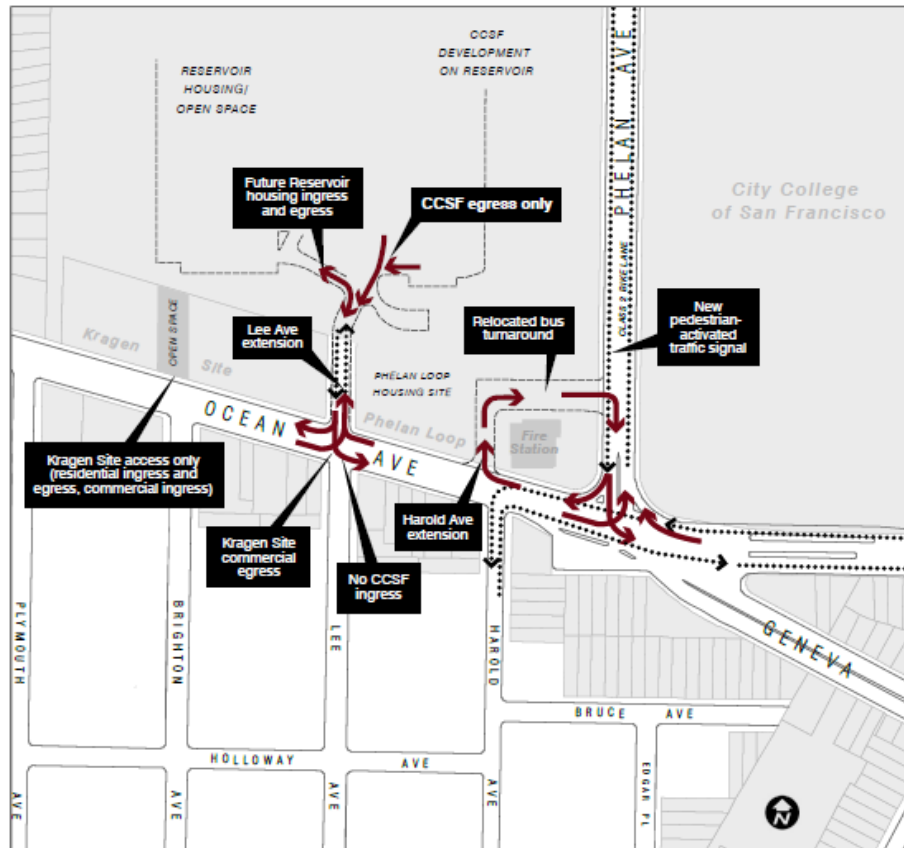 CCSF
DEVELOPMENT
ON RESERVOIR
RESERVOIR
HOUSING/
OPEN SPACE
PHELAN AVE
CLASS 2 BIKE LANE
City College
of San Francisco
Future Reservoir
housing ingress
and egress
CCSF egress only
Relocated bus
turnaround
New
pedestrian-
activated
traffic signal
Lee Ave
extension
OPEN SPACE
Kragen Site
PHELAN LOOP
HOUSING SITE
Phelan Loop
Fire
Station
OCEAN AVE
Kragen Site access only
(residential ingress and
egress, commercial ingress)
Kragen Site
commercial
egress
No CCSF
ingress
Harold Ave
extension
GENEVA
PLYMOUTH
AVE
BRIGHTON
AVE
LEE
AVE
HAROLD
AVE
BRUCE AVE
HOLLOWAY AVE
EDGAR PL
N